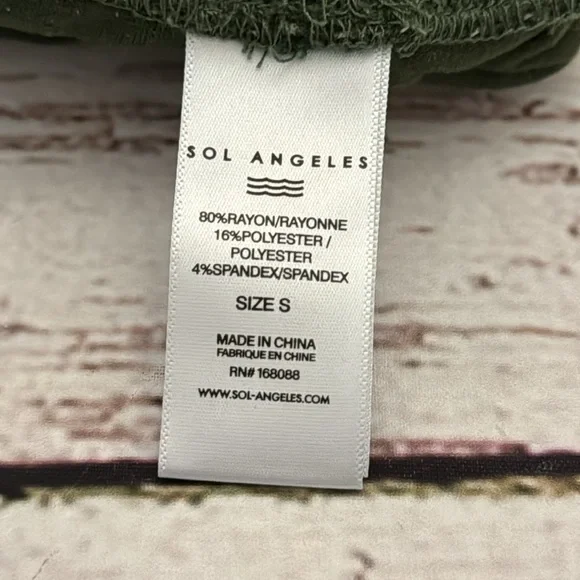 SOL ANGELES
80%RAYON/RAYONNE
16%POLYESTER /
POLYESTER
4%SPANDEX/SPANDEX
SIZE S
MADE IN CHINA
FABRIQUE EN CHINE
RN# 168088
WWW.SOL-ANGELES.COM